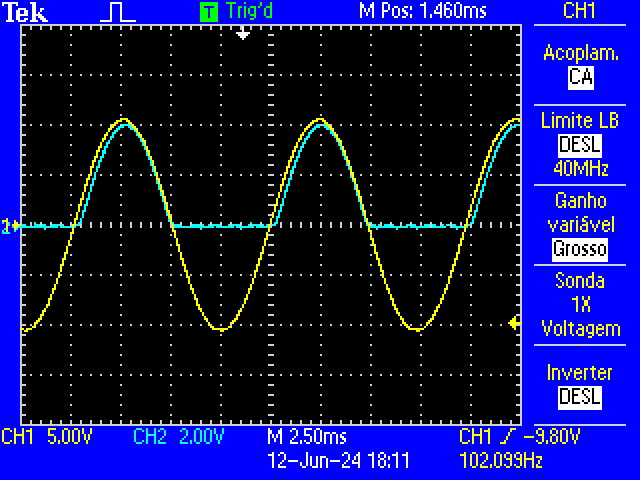 Tek T Trig'd M Pos: 1.460ms CH1
Acoplam.
CA
Limite LB
DESL
40MHz
Ganho
variável
Grosso
Sonda
1X
Voltagem
Inverter
DESL
CH1 5.00V CH2 2.00V M 2.50ms CH1 -9.80V
12-Jun-24 18:11 102.099Hz